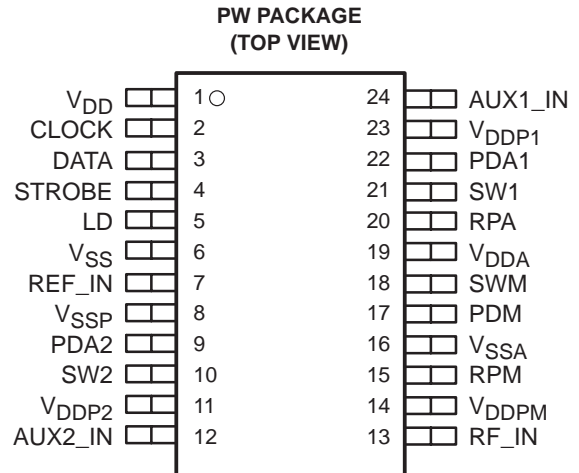 PW PACKAGE
(TOP VIEW)
VDD 1 24 AUX1_IN
CLOCK 2 23 VDDP1
DATA 3 22 PDA1
STROBE 4 21 SW1
LD 5 20 RPA
VSS 6 19 VDDA
REF_IN 7 18 SWM
VSSP 8 17 PDM
PDA2 9 16 VSSA
SW2 10 15 RPM
VDDP2 11 14 VDDPM
AUX2_IN 12 13 RF_IN